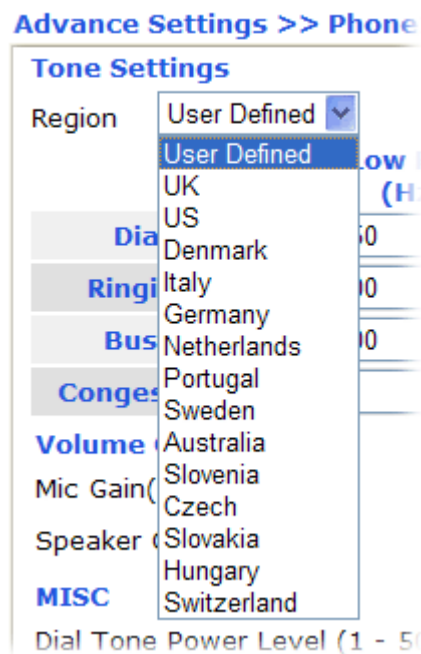 Advance Settings >> Phone
Tone Settings
Region User Defined
User Defined
UK
US
Denmark
Italy
Germany
Netherlands
Portugal
Sweden
Australia
Slovenia
Czech
Slovakia
Hungary
Switzerland
Volume
Mic Gain(
Speaker
MISC
Dial Tone Power Level (1 - 50